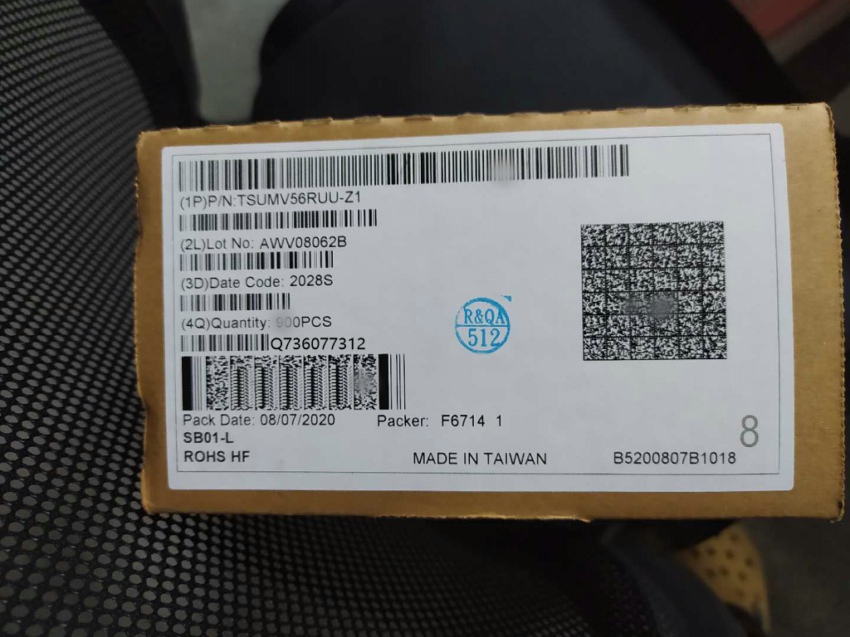 (1P)P/N:TSUMV56RUU-Z1
(2L)Lot No: AWV08062B
(3D)Date Code: 2028S
(4Q)Quantity: 900PCS
Q736077312
R&QA
512
Pack Date: 08/07/2020 Packer: F6714 1
8
SB01-L
ROHS HF MADE IN TAIWAN B5200807B1018